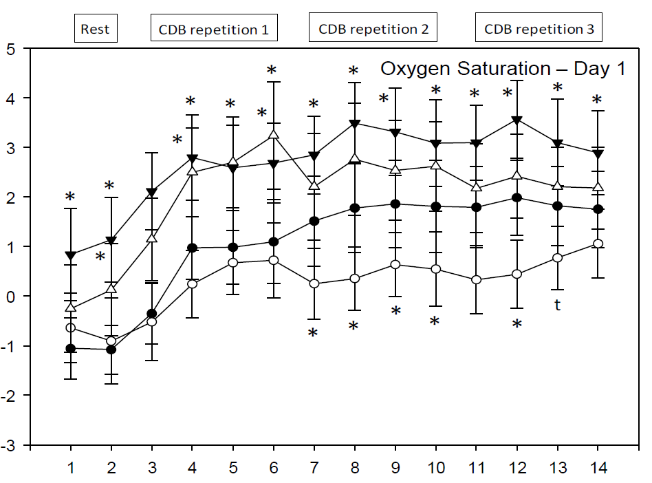 Rest CDB repetition 1 CDB repetition 2 CDB repetition 3
Oxygen Saturation – Day 1
5
4
3
2
1
0
-1
-2
-3
* * * * * * * * * * * * * * * * *
* * * * * t
1 2 3 4 5 6 7 8 9 10 11 12 13 14